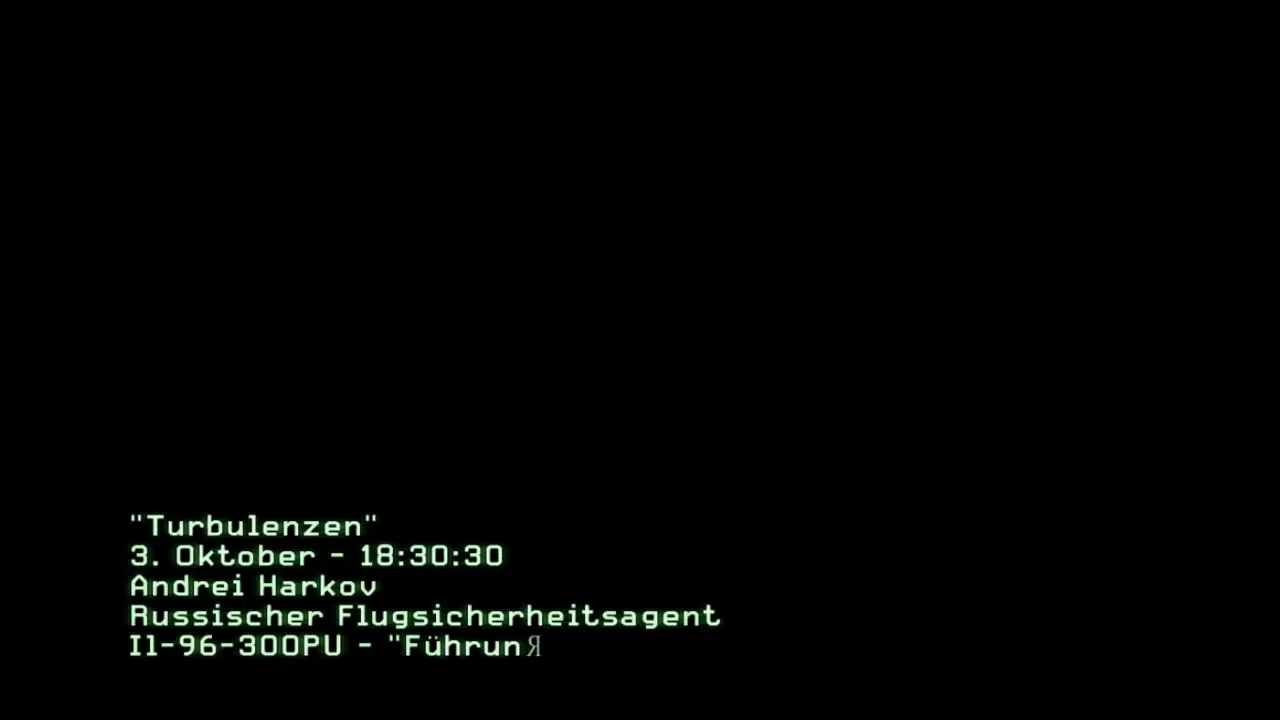 "Turbulenzen"
3. Oktober - 18:30:30
Andrei Harkov
Russischer Flugsicherheitsagent
Il-96-300PU - "FührunЯ